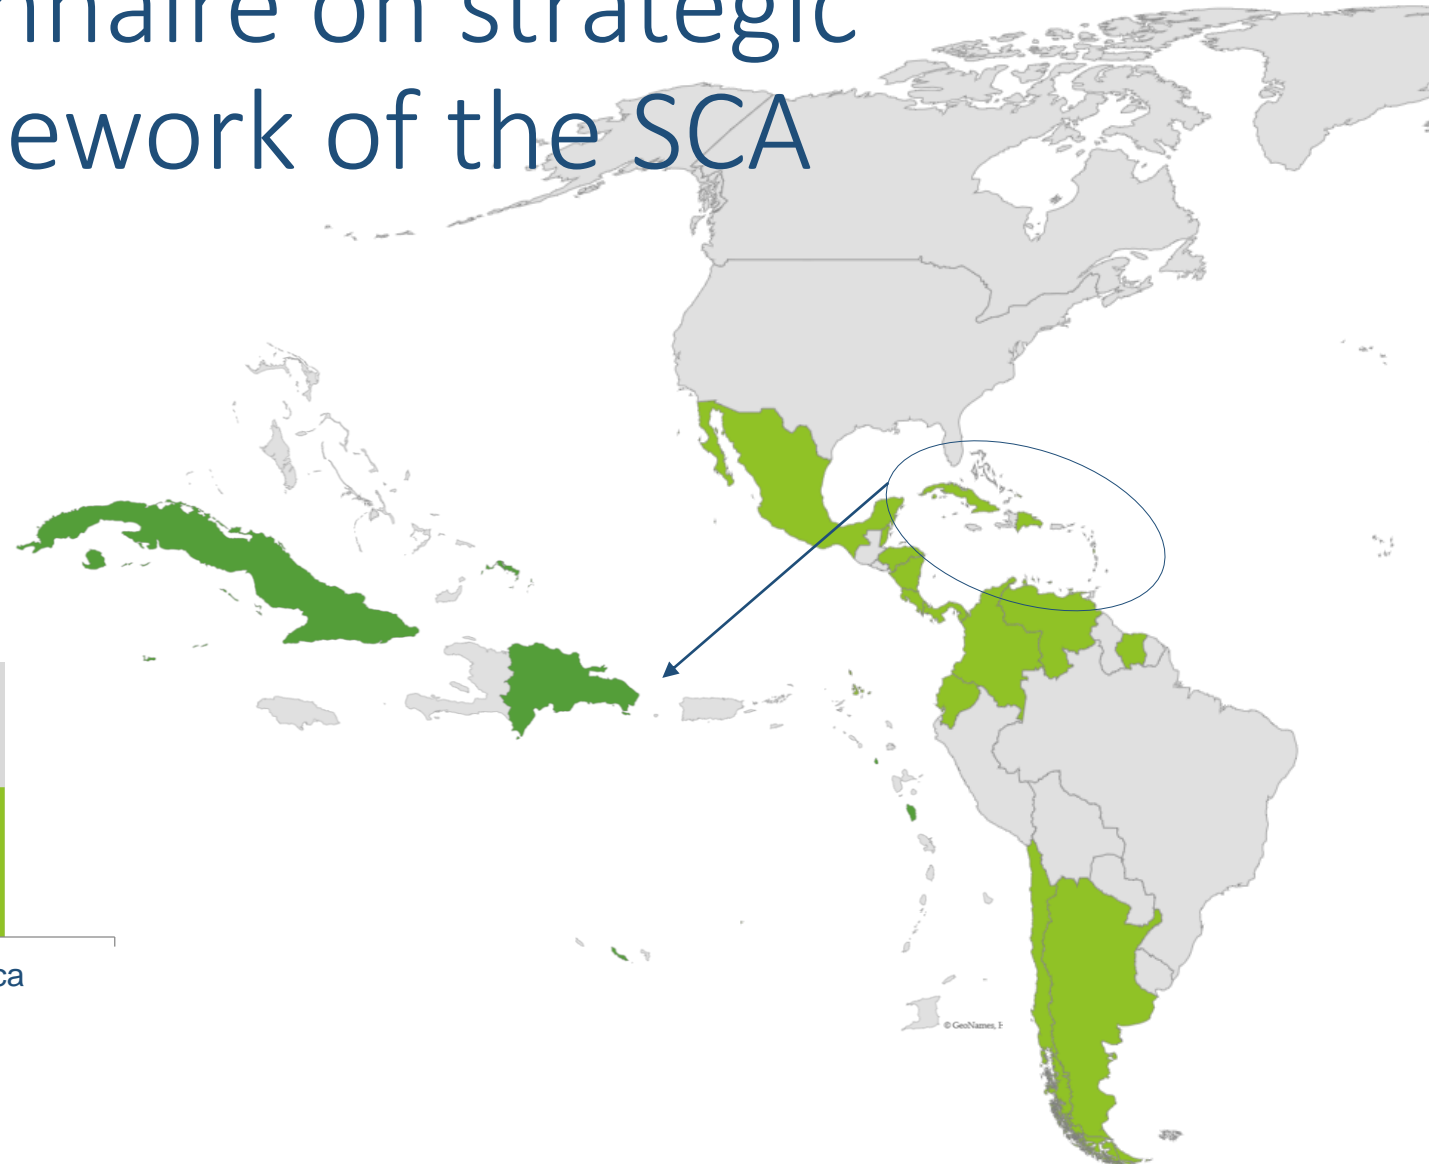 nnaire on strategic
ework of the SCA
ca
© GeoNames, H